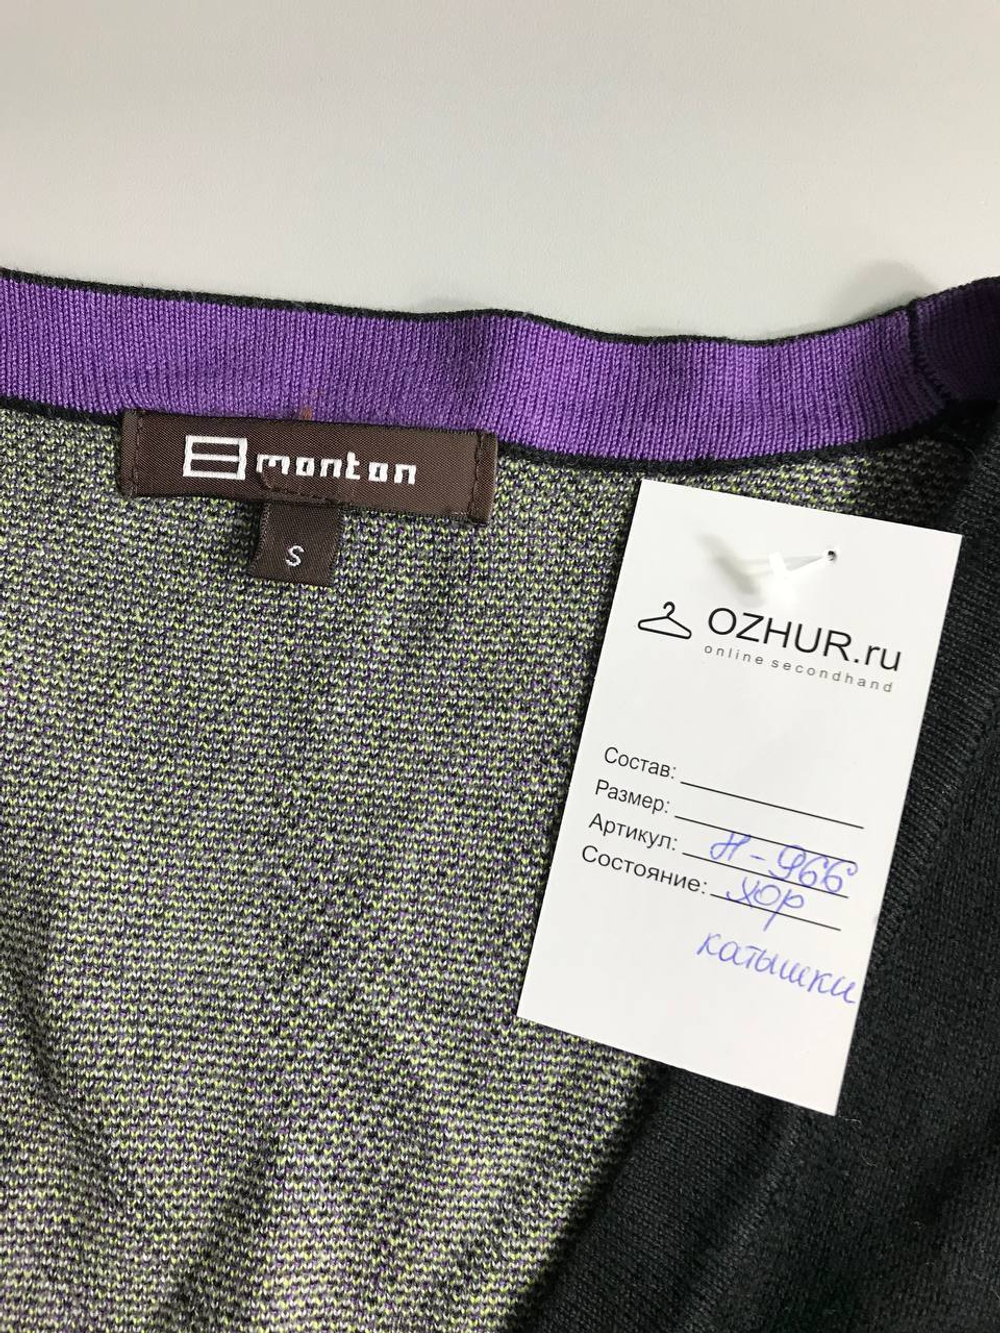 monton
S
OZHUR.ru
online secondhand
Состав:
Размер:
Артикул: Н-966
Состояние: хор
катышки